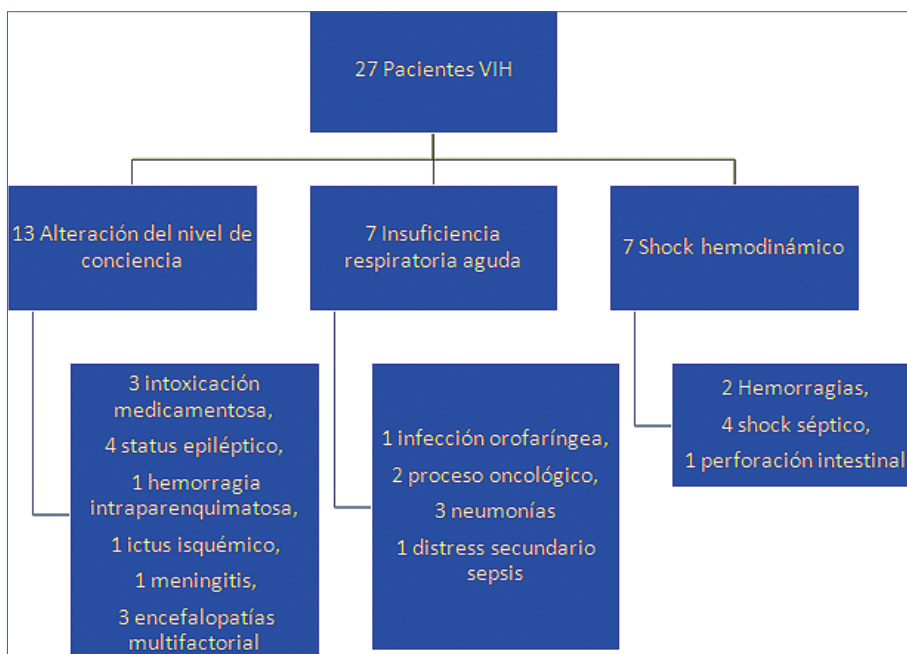 27 Pacientes VIH
13 Alteración del nivel de
conciencia
7 Insuficiencia
respiratoria aguda
7 Shock hemodinámico
3 intoxicación
medicamentosa,
4 status epiléptico,
1 hemorragia
intraparenquimatosa,
1 ictus isquémico,
1 meningitis,
3 encefalopatías
multifactorial
1 infección orofaríngea,
2 proceso oncológico,
3 neumonías
1 distress secundario
sepsis
2 Hemorragias,
4 shock séptico,
1 perforación intestinal